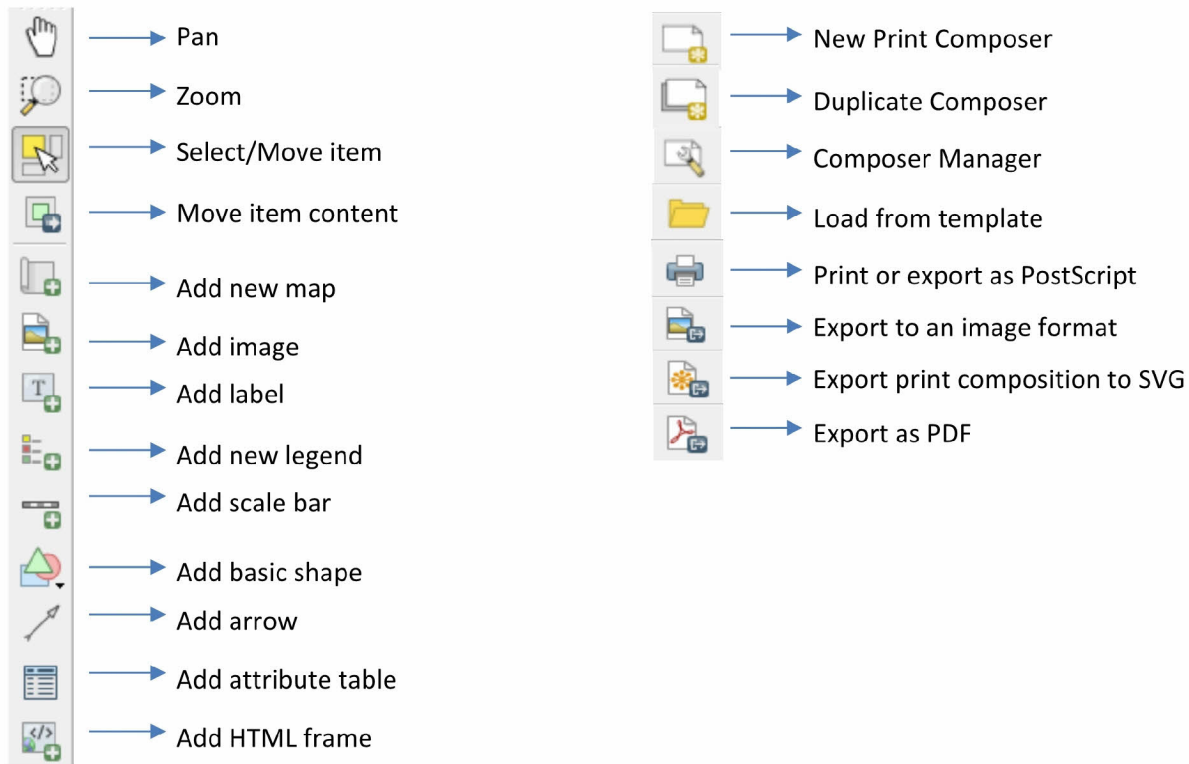 Pan
Zoom
Select/Move item
Move item content
Add new map
Add image
Add label
Add new legend
Add scale bar
Add basic shape
Add arrow
Add attribute table
Add HTML frame
New Print Composer
Duplicate Composer
Composer Manager
Load from template
Print or export as PostScript
Export to an image format
Export print composition to SVG
Export as PDF